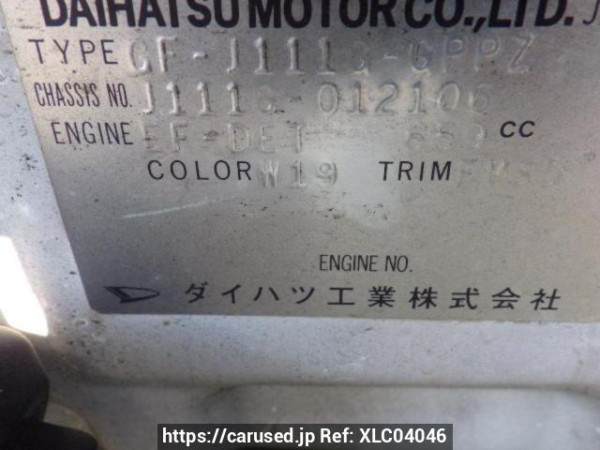 DAIHATSU MOTOR CO.,LTD.
TYPE GF-J111G-GPPZ
CHASSIS NO. J111G-012106
ENGINE EF-DET 659 CC
COLOR W19 TRIM
ENGINE NO.
ダイハツ工業株式会社
https://carused.jp Ref: XLC04046